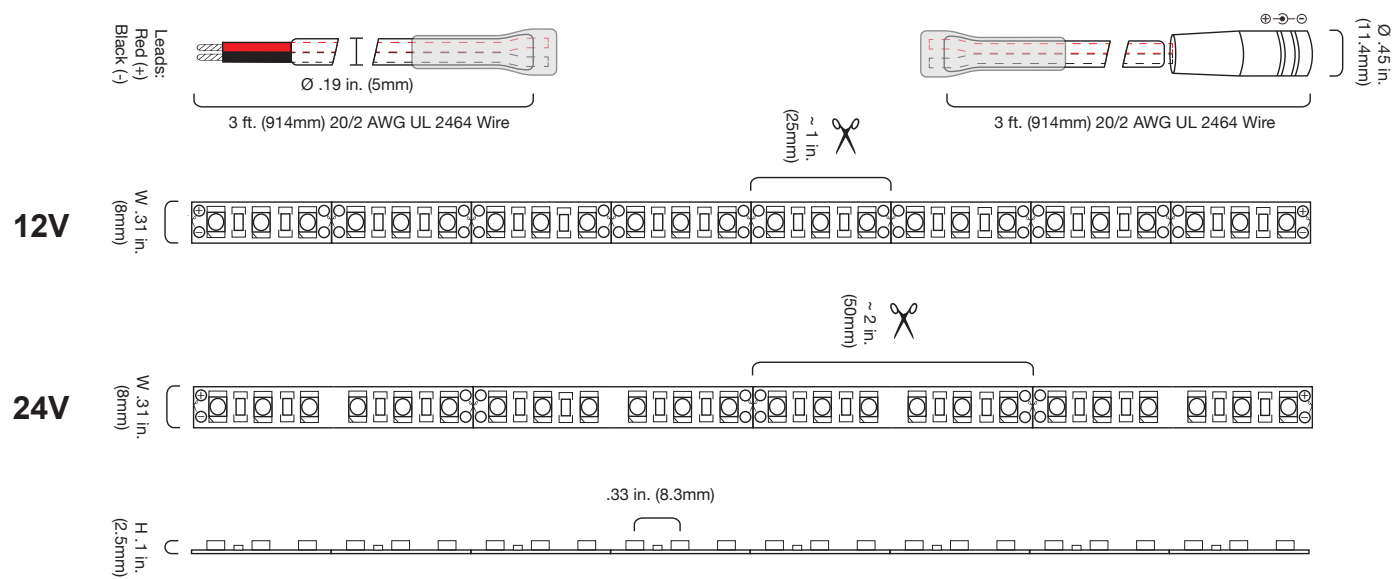 Leads:
Red (+)
Black (-)
Ø .19 in. (5mm)
3 ft. (914mm) 20/2 AWG UL 2464 Wire
Ø .45 in.
(11.4mm)
3 ft. (914mm) 20/2 AWG UL 2464 Wire
~ 1 in.
(25mm)
12V
W .31 in.
(8mm)
~ 2 in.
(50mm)
24V
W .31 in.
(8mm)
.33 in. (8.3mm)
H .1 in.
(2.5mm)